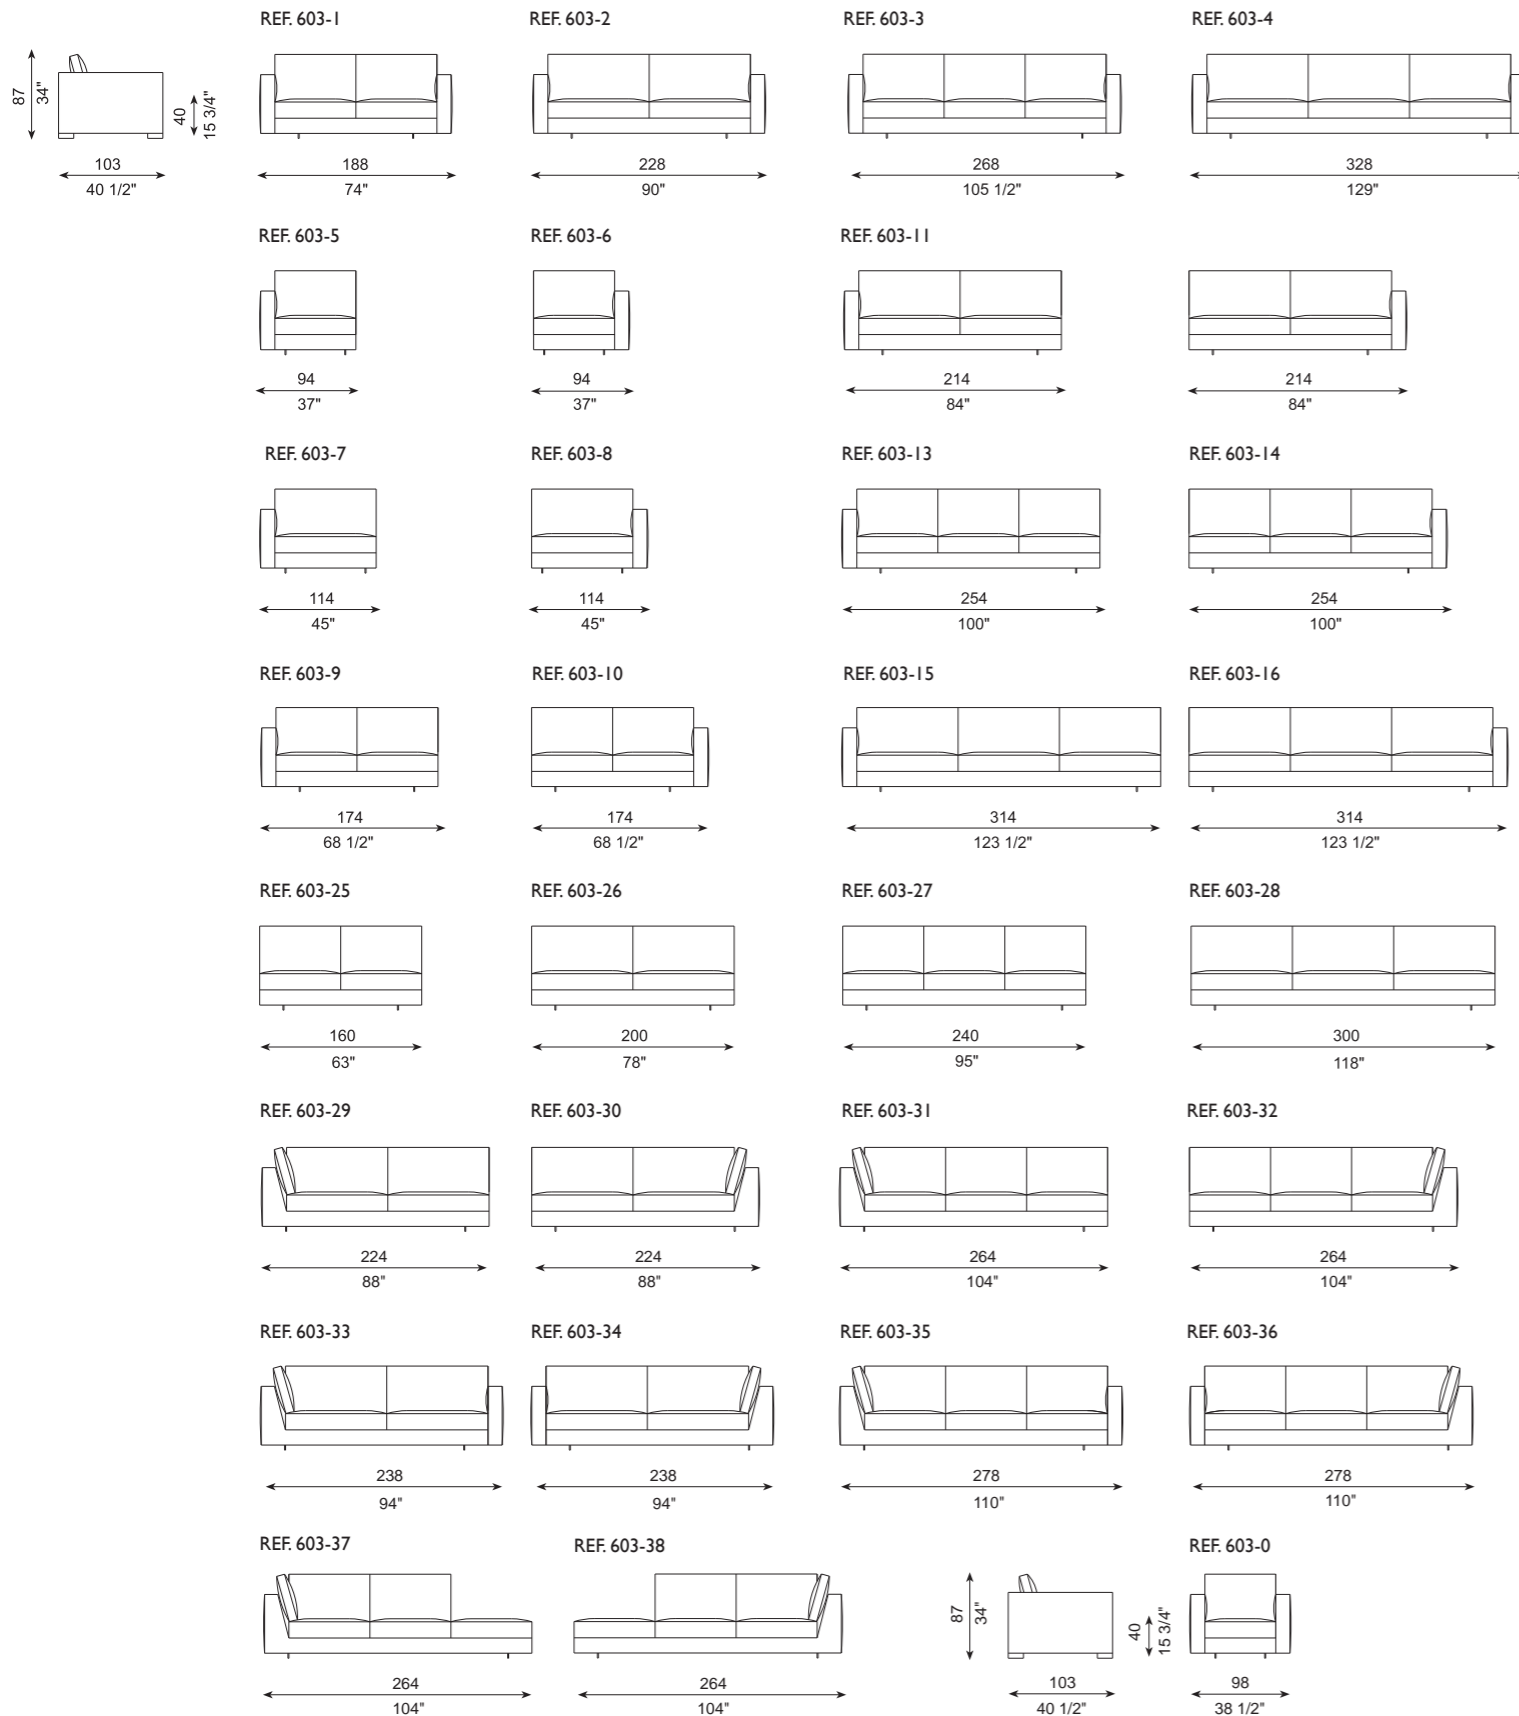 REF. 603-1
REF. 603-2
REF. 603-3
REF. 603-4
87
34"
40
15 3/4"
103
40 1/2"
188
74"
228
90"
268
105 1/2"
328
129"
REF. 603-5
REF. 603-6
REF. 603-11
94
37"
94
37"
214
84"
214
84"
REF. 603-7
REF. 603-8
REF. 603-13
REF. 603-14
114
45"
114
45"
254
100"
254
100"
REF. 603-9
REF. 603-10
REF. 603-15
REF. 603-16
174
68 1/2"
174
68 1/2"
314
123 1/2"
314
123 1/2"
REF. 603-25
REF. 603-26
REF. 603-27
REF. 603-28
160
63"
200
78"
240
95"
300
118"
REF. 603-29
REF. 603-30
REF. 603-31
REF. 603-32
224
88"
224
88"
264
104"
264
104"
REF. 603-33
REF. 603-34
REF. 603-35
REF. 603-36
238
94"
238
94"
278
110"
278
110"
REF. 603-37
REF. 603-38
REF. 603-0
264
104"
264
104"
87
34"
40
15 3/4"
103
40 1/2"
98
38 1/2"